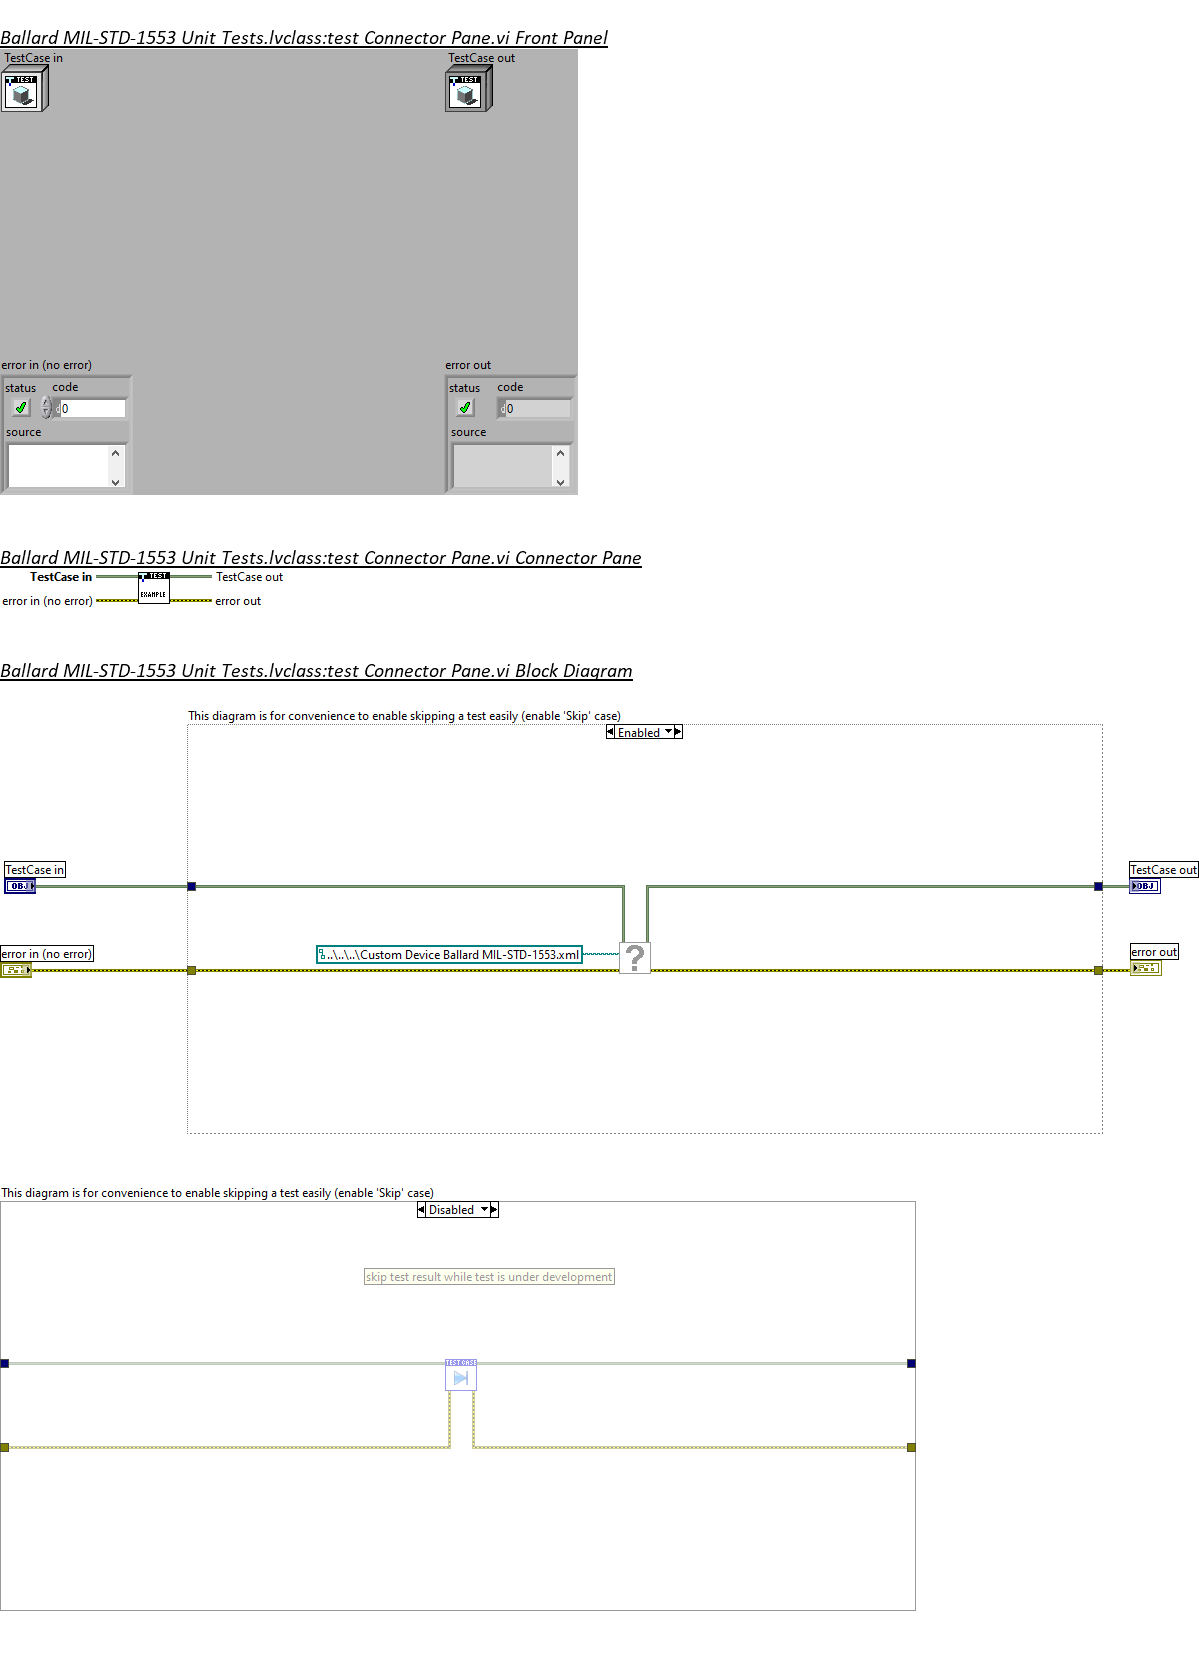 Ballard MIL-STD-1553 Unit Tests.lvclass:test Connector Pane.vi Front Panel
TestCase in
TestCase out
TEST
TEST
error in (no error)
error out
status code
status code
d0
d0
source
source
Ballard MIL-STD-1553 Unit Tests.lvclass:test Connector Pane.vi Connector Pane
TestCase in
TEST
TestCase out
error in (no error)
EXAMPLE
error out
Ballard MIL-STD-1553 Unit Tests.lvclass:test Connector Pane.vi Block Diagram
This diagram is for convenience to enable skipping a test easily (enable 'Skip' case)
Enabled
TestCase in
OBJ
TestCase out
OBJ
error in (no error)
..\..\..\Custom Device Ballard MIL-STD-1553.xml
?
error out
This diagram is for convenience to enable skipping a test easily (enable 'Skip' case)
Disabled
skip test result while test is under development
TEST CASE